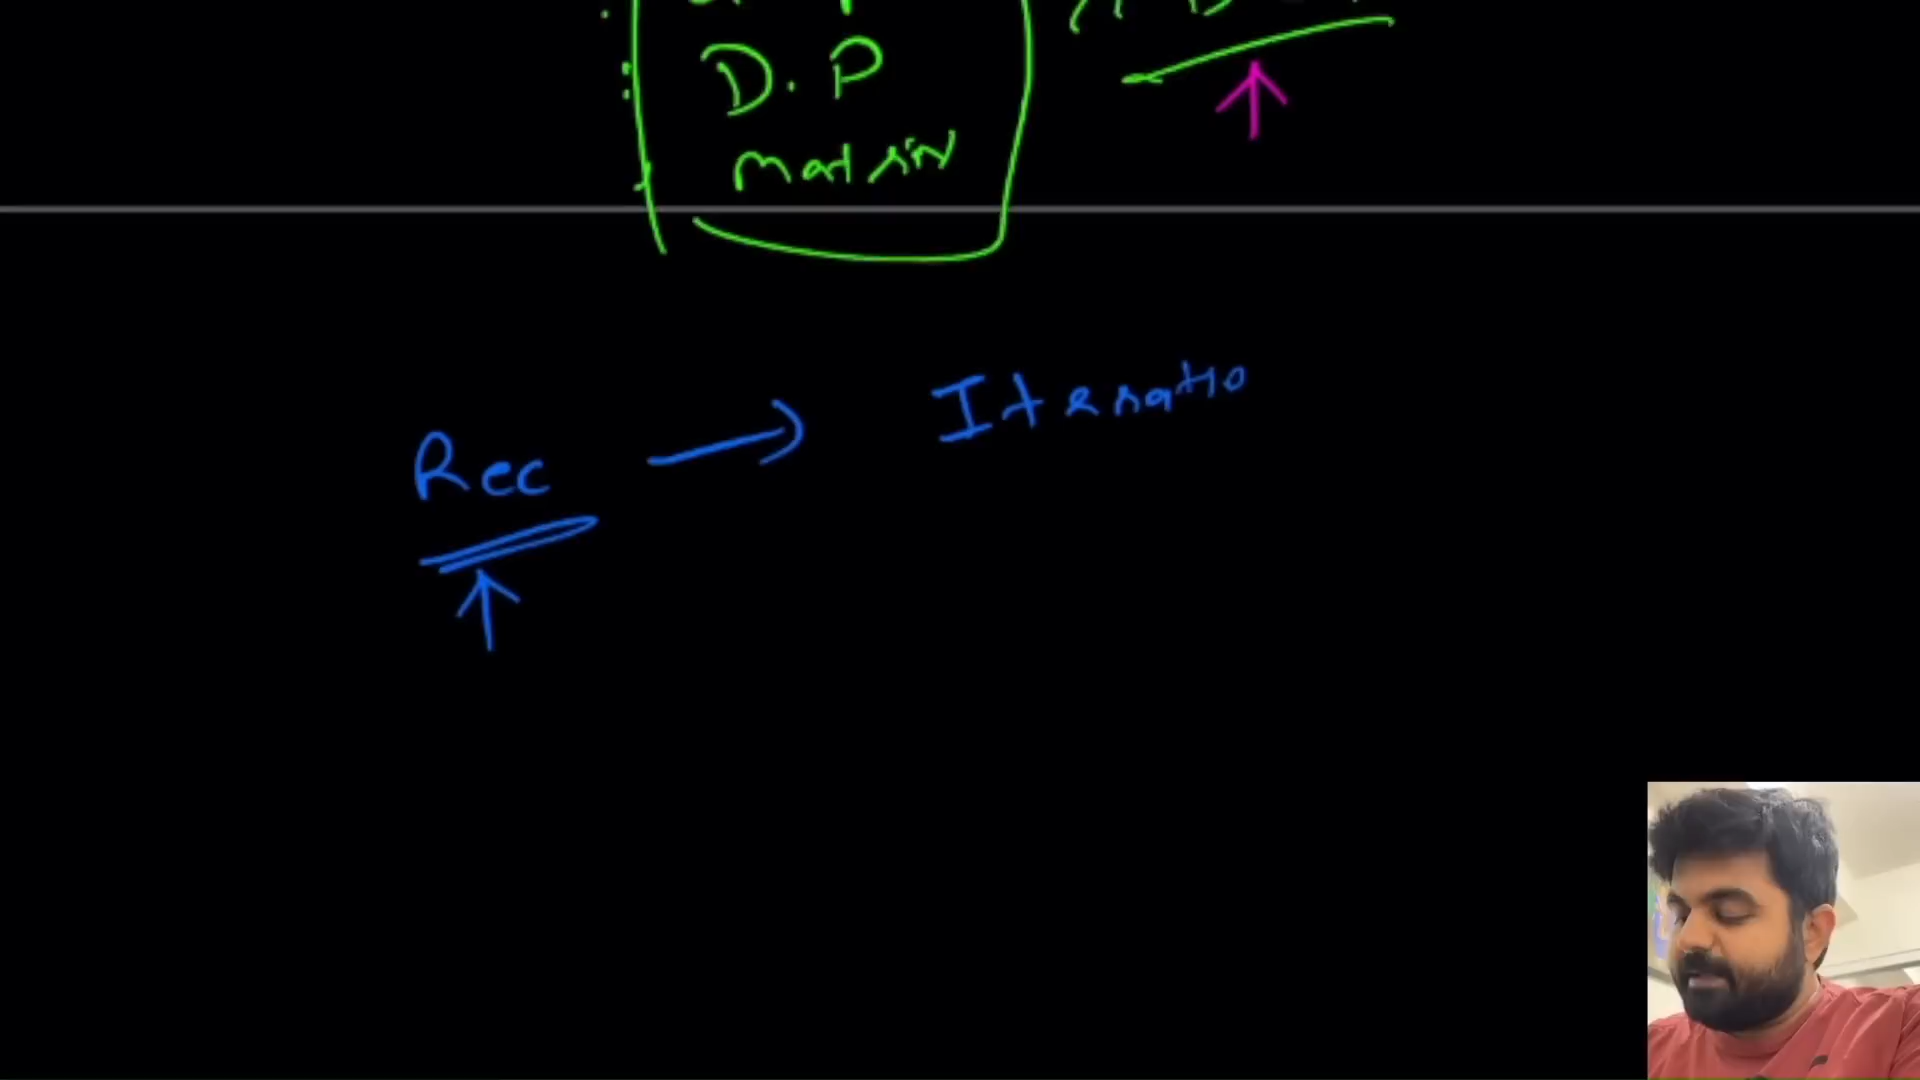 D.P
matrix
Rec → Iteratio